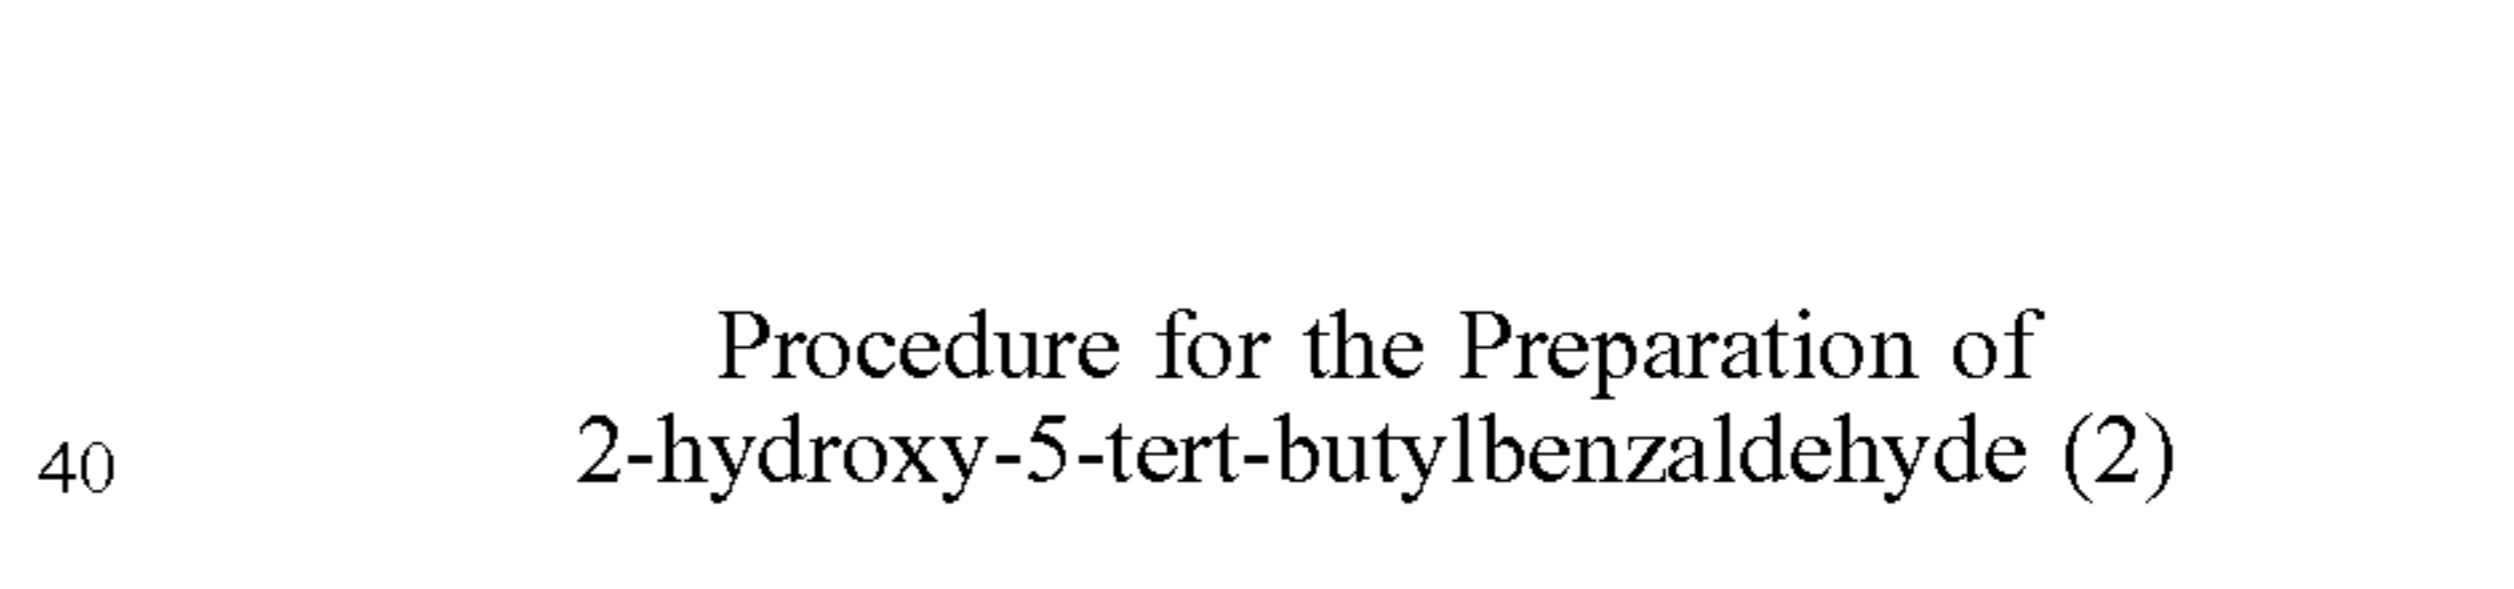 Procedure for the Preparation of
40 2-hydroxy-5-tert-butylbenzaldehyde (2)